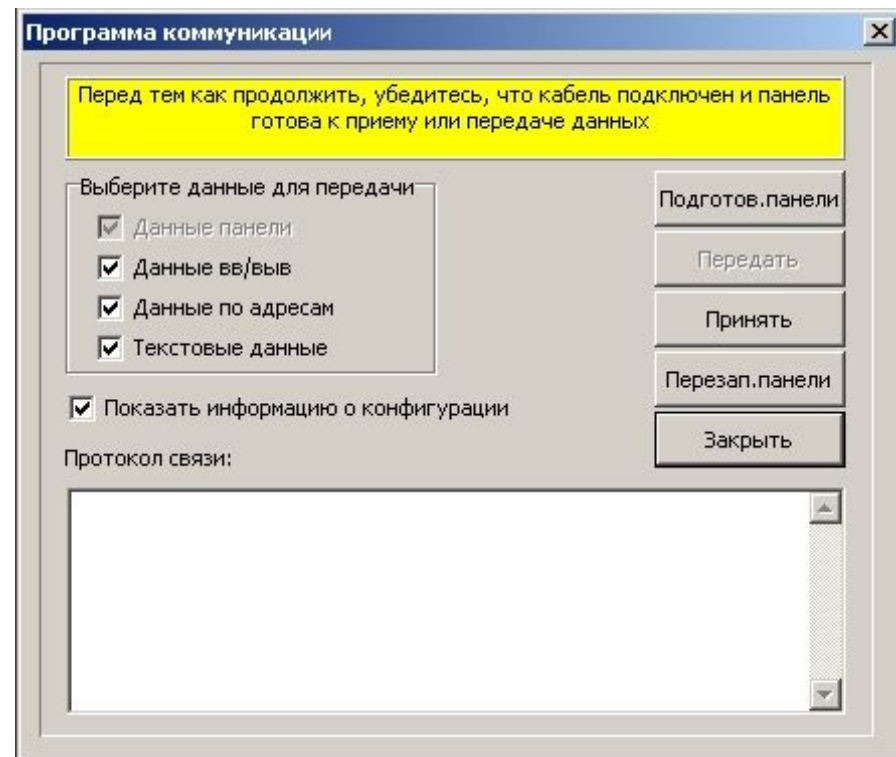 Программа коммуникации
Перед тем как продолжить, убедитесь, что кабель подключен и панель
готова к приему или передаче данных
Выберите данные для передачи
Данные панели
Данные вв/выв
Данные по адресам
Текстовые данные
Показать информацию о конфигурации
Подготов.панели
Передать
Принять
Перезап.панели
Закрыть
Протокол связи: